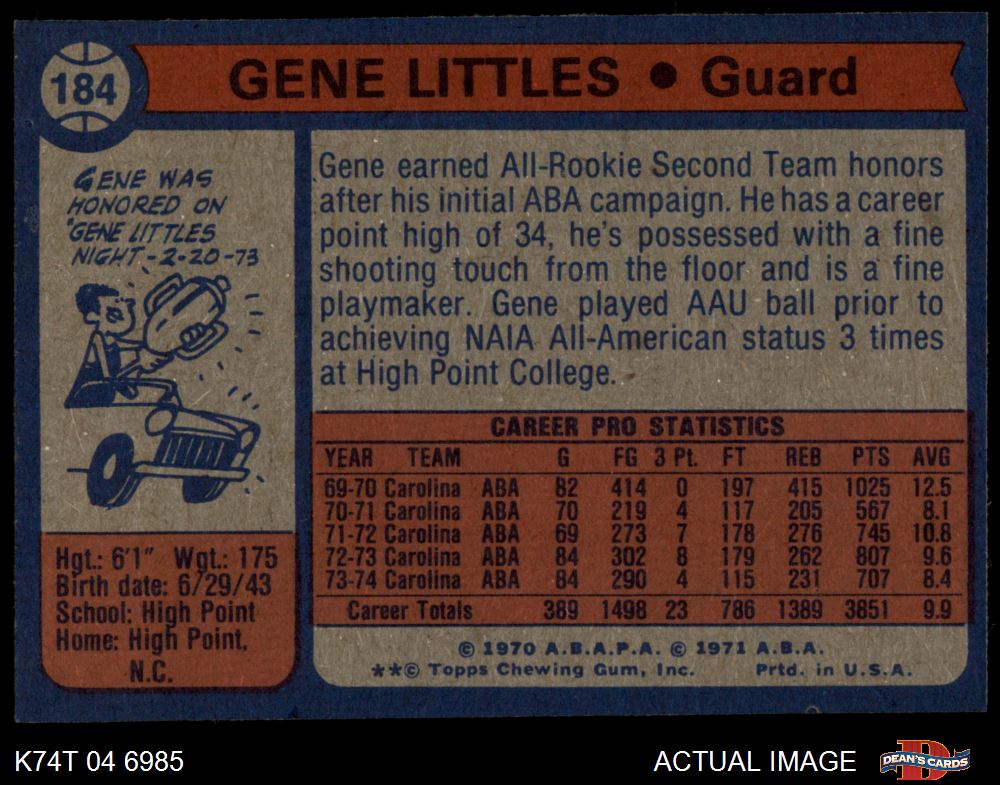 184
GENE LITTLES • Guard
GENE WAS
HONORED ON
"GENE LITTLES
NIGHT - 2-20-73
Gene earned All-Rookie Second Team honors
after his initial ABA campaign. He has a career
point high of 34, he's possessed with a fine
shooting touch from the floor and is a fine
playmaker. Gene played AAU ball prior to
achieving NAIA All-American status 3 times
at High Point College.
Hgt.: 6'1" Wgt.: 175
Birth date: 6/29/43
School: High Point
Home: High Point,
N.C.
CAREER PRO STATISTICS
YEAR TEAM G FG 3 Pt. FT REB PTS AVG
69-70 Carolina ABA 82 414 0 197 415 1025 12.5
70-71 Carolina ABA 70 219 4 117 205 567 8.1
71-72 Carolina ABA 69 273 7 178 276 745 10.8
72-73 Carolina ABA 84 302 8 179 262 807 9.6
73-74 Carolina ABA 84 290 4 115 231 707 8.4
Career Totals 389 1498 23 786 1389 3851 9.9
© 1970 A.B.A.P.A. © 1971 A.B.A.
**© Topps Chewing Gum, Inc. Prtd. in U.S.A.
K74T 04 6985
ACTUAL IMAGE
DEAN'S CARDS